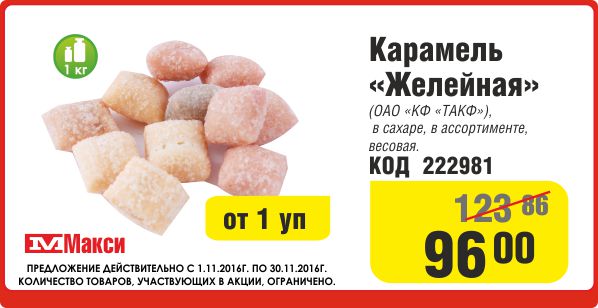 1 кг
Карамель
«Желейная»
(ОАО «КФ «ТАКФ»),
в сахаре, в ассортименте,
весовая.
КОД 222981
123 86
96 00
от 1 уп
М Макси
ПРЕДЛОЖЕНИЕ ДЕЙСТВИТЕЛЬНО С 1.11.2016Г. ПО 30.11.2016Г.
КОЛИЧЕСТВО ТОВАРОВ, УЧАСТВУЮЩИХ В АКЦИИ, ОГРАНИЧЕНО.